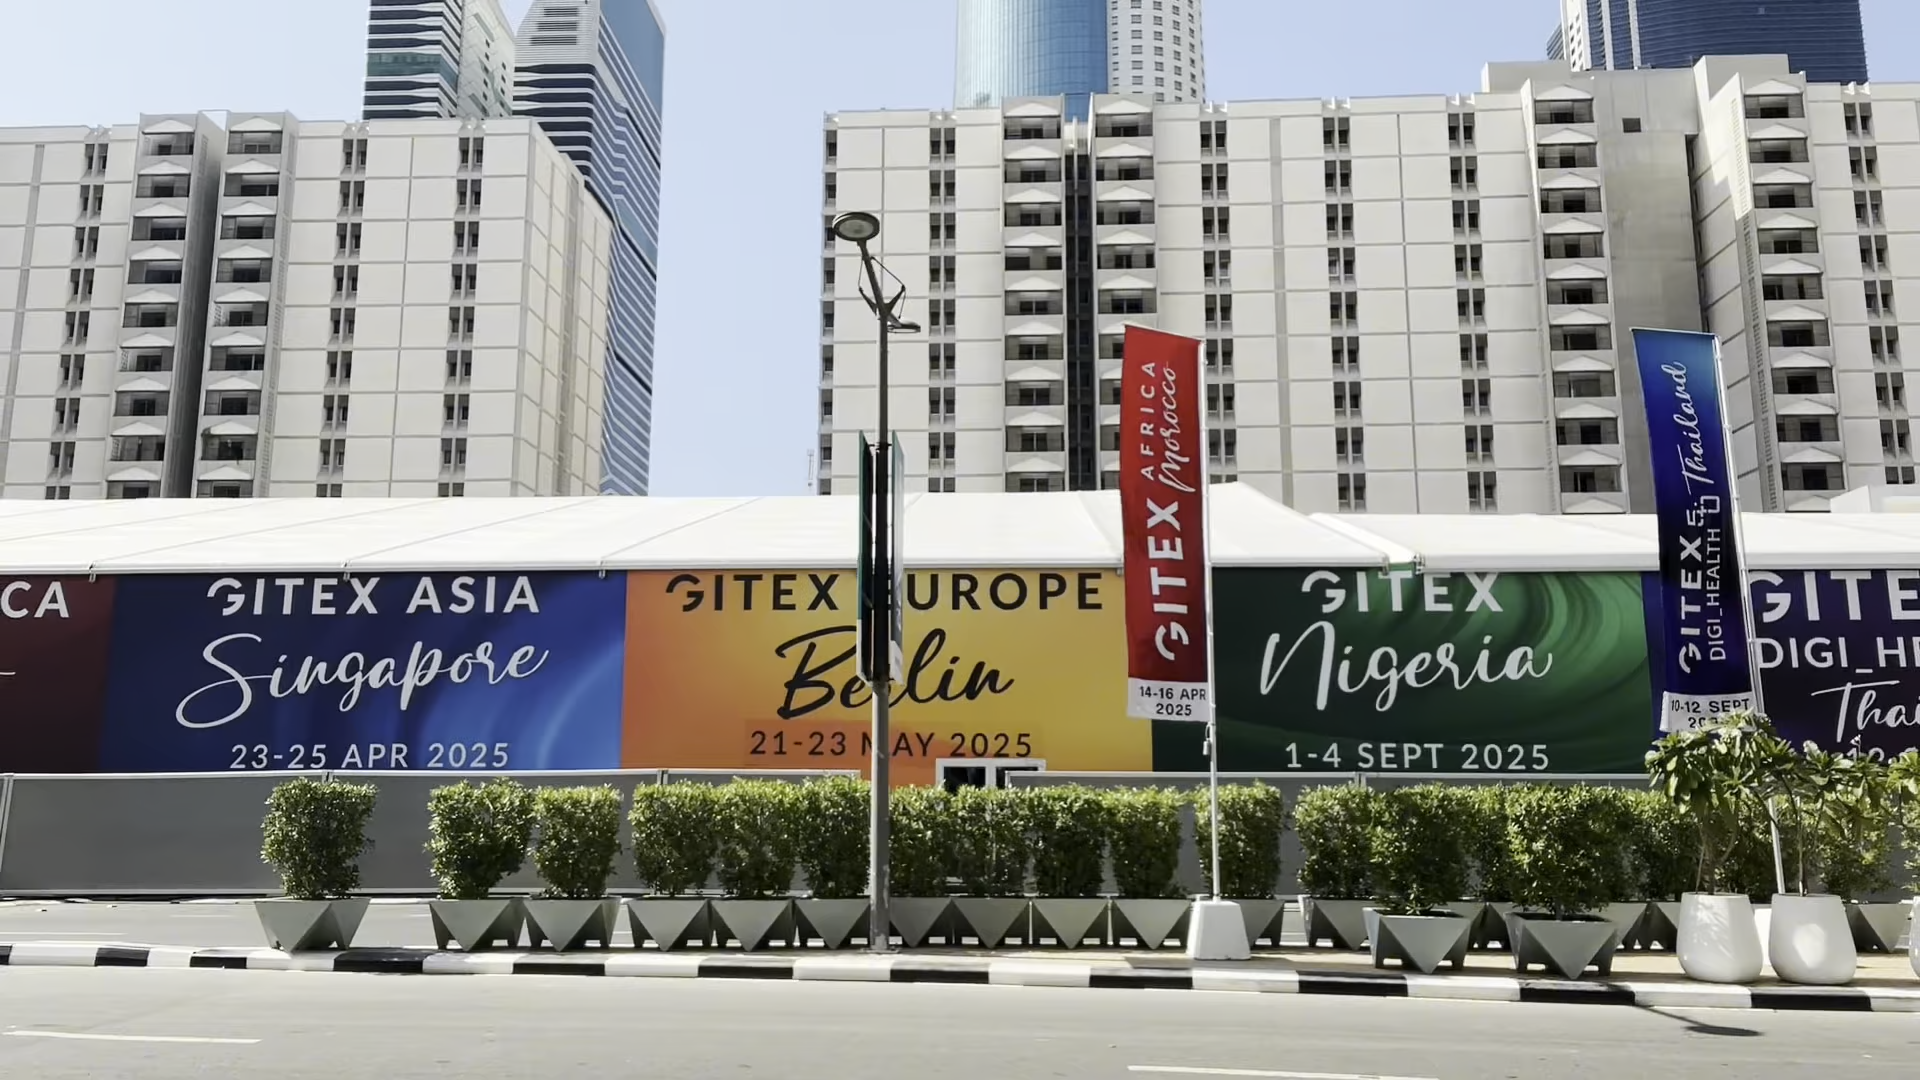 CA
GITEX ASIA
Singapore
23-25 APR 2025
GITEX EUROPE
Berlin
21-23 MAY 2025
GITEX AFRICA
Morocco
14-16 APR
2025
GITEX
Nigeria
1-4 SEPT 2025
GITEX
DIGI_HEALTH
Thailand
10-12 SEPT
GITE
DIGI_HE
Thai